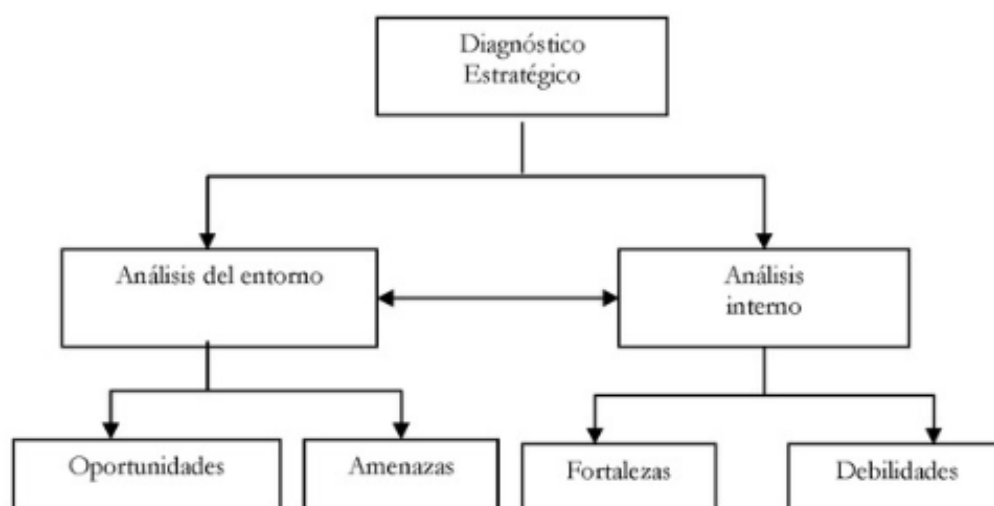 Diagnóstico
Estratégico
Análisis del entorno
Análisis
interno
Oportunidades
Amenazas
Fortalezas
Debilidades